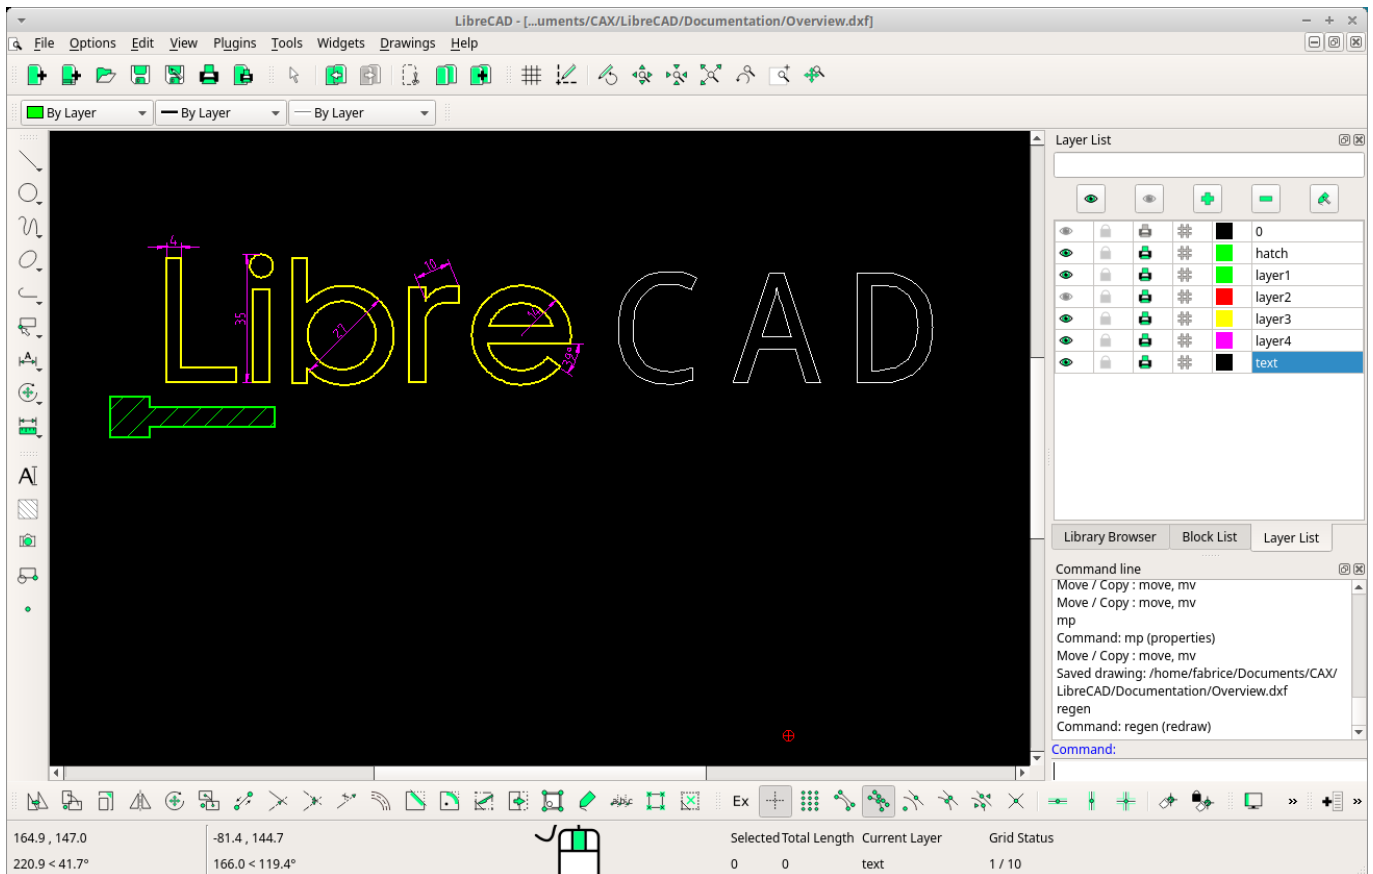 LibreCAD - [...uments/CAX/LibreCAD/Documentation/Overview.dxf]
File Options Edit View Plugins Tools Widgets Drawings Help
By Layer By Layer By Layer
Layer List
0
hatch
layer1
layer2
layer3
layer4
text
4
35
27
10
14
39°
Libre CAD
Library Browser Block List Layer List
Command line
Move / Copy : move, mv
Move / Copy : move, mv
mp
Command: mp (properties)
Move / Copy : move, mv
Saved drawing: /home/fabrice/Documents/CAX/
LibreCAD/Documentation/Overview.dxf
regen
Command: regen (redraw)
Command:
Ex
164.9 , 147.0 -81.4 , 144.7 Selected Total Length Current Layer Grid Status
220.9 < 41.7° 166.0 < 119.4° 0 0 text 1 / 10